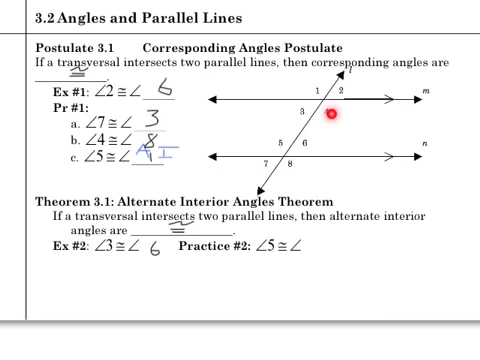 3.2 Angles and Parallel Lines
Postulate 3.1 Corresponding Angles Postulate
If a transversal intersects two parallel lines, then corresponding angles are
≅.
Ex #1: ∠2 ≅ ∠ 6
Pr #1:
a. ∠7 ≅ ∠ 3
b. ∠4 ≅ ∠ 8
c. ∠5 ≅ ∠ 1
AI
l
1 2 m
3
5 6 n
7 8
Theorem 3.1: Alternate Interior Angles Theorem
If a transversal intersects two parallel lines, then alternate interior
angles are ≅.
Ex #2: ∠3 ≅ ∠ 6 Practice #2: ∠5 ≅ ∠